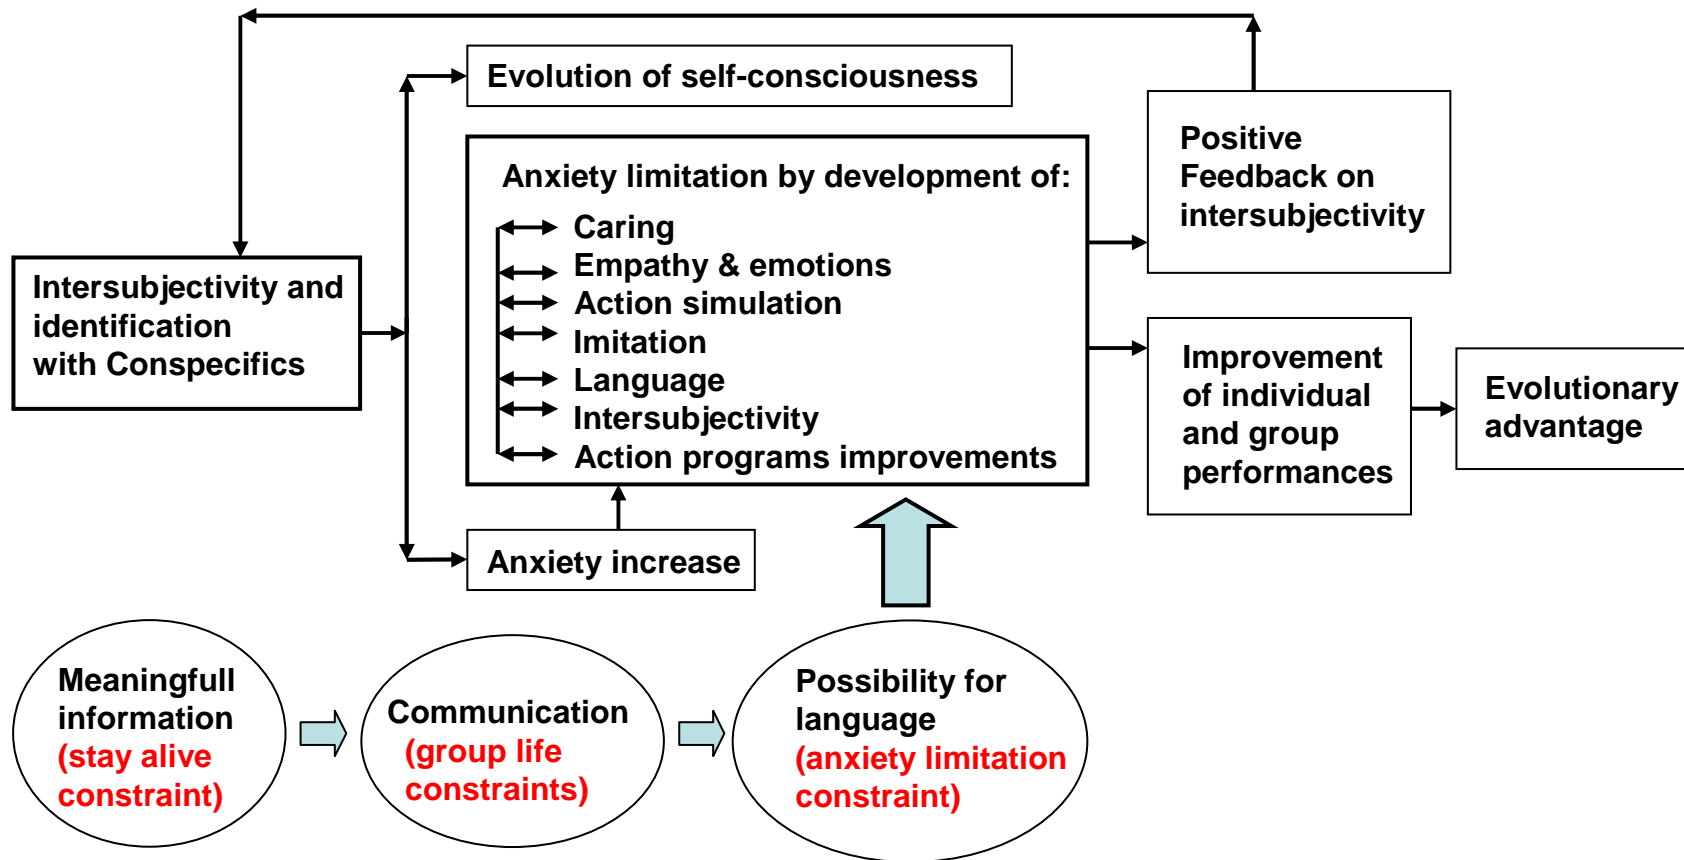 Evolution of self-consciousness
Positive
Feedback on
intersubjectivity
Anxiety limitation by development of:
Caring
Empathy & emotions
Action simulation
Imitation
Language
Intersubjectivity
Action programs improvements
Intersubjectivity and
identification
with Conspecifics
Improvement
of individual
and group
performances
Evolutionary
advantage
Anxiety increase
Meaningfull
information
(stay alive
constraint)
Communication
(group life
constraints)
Possibility for
language
(anxiety limitation
constraint)